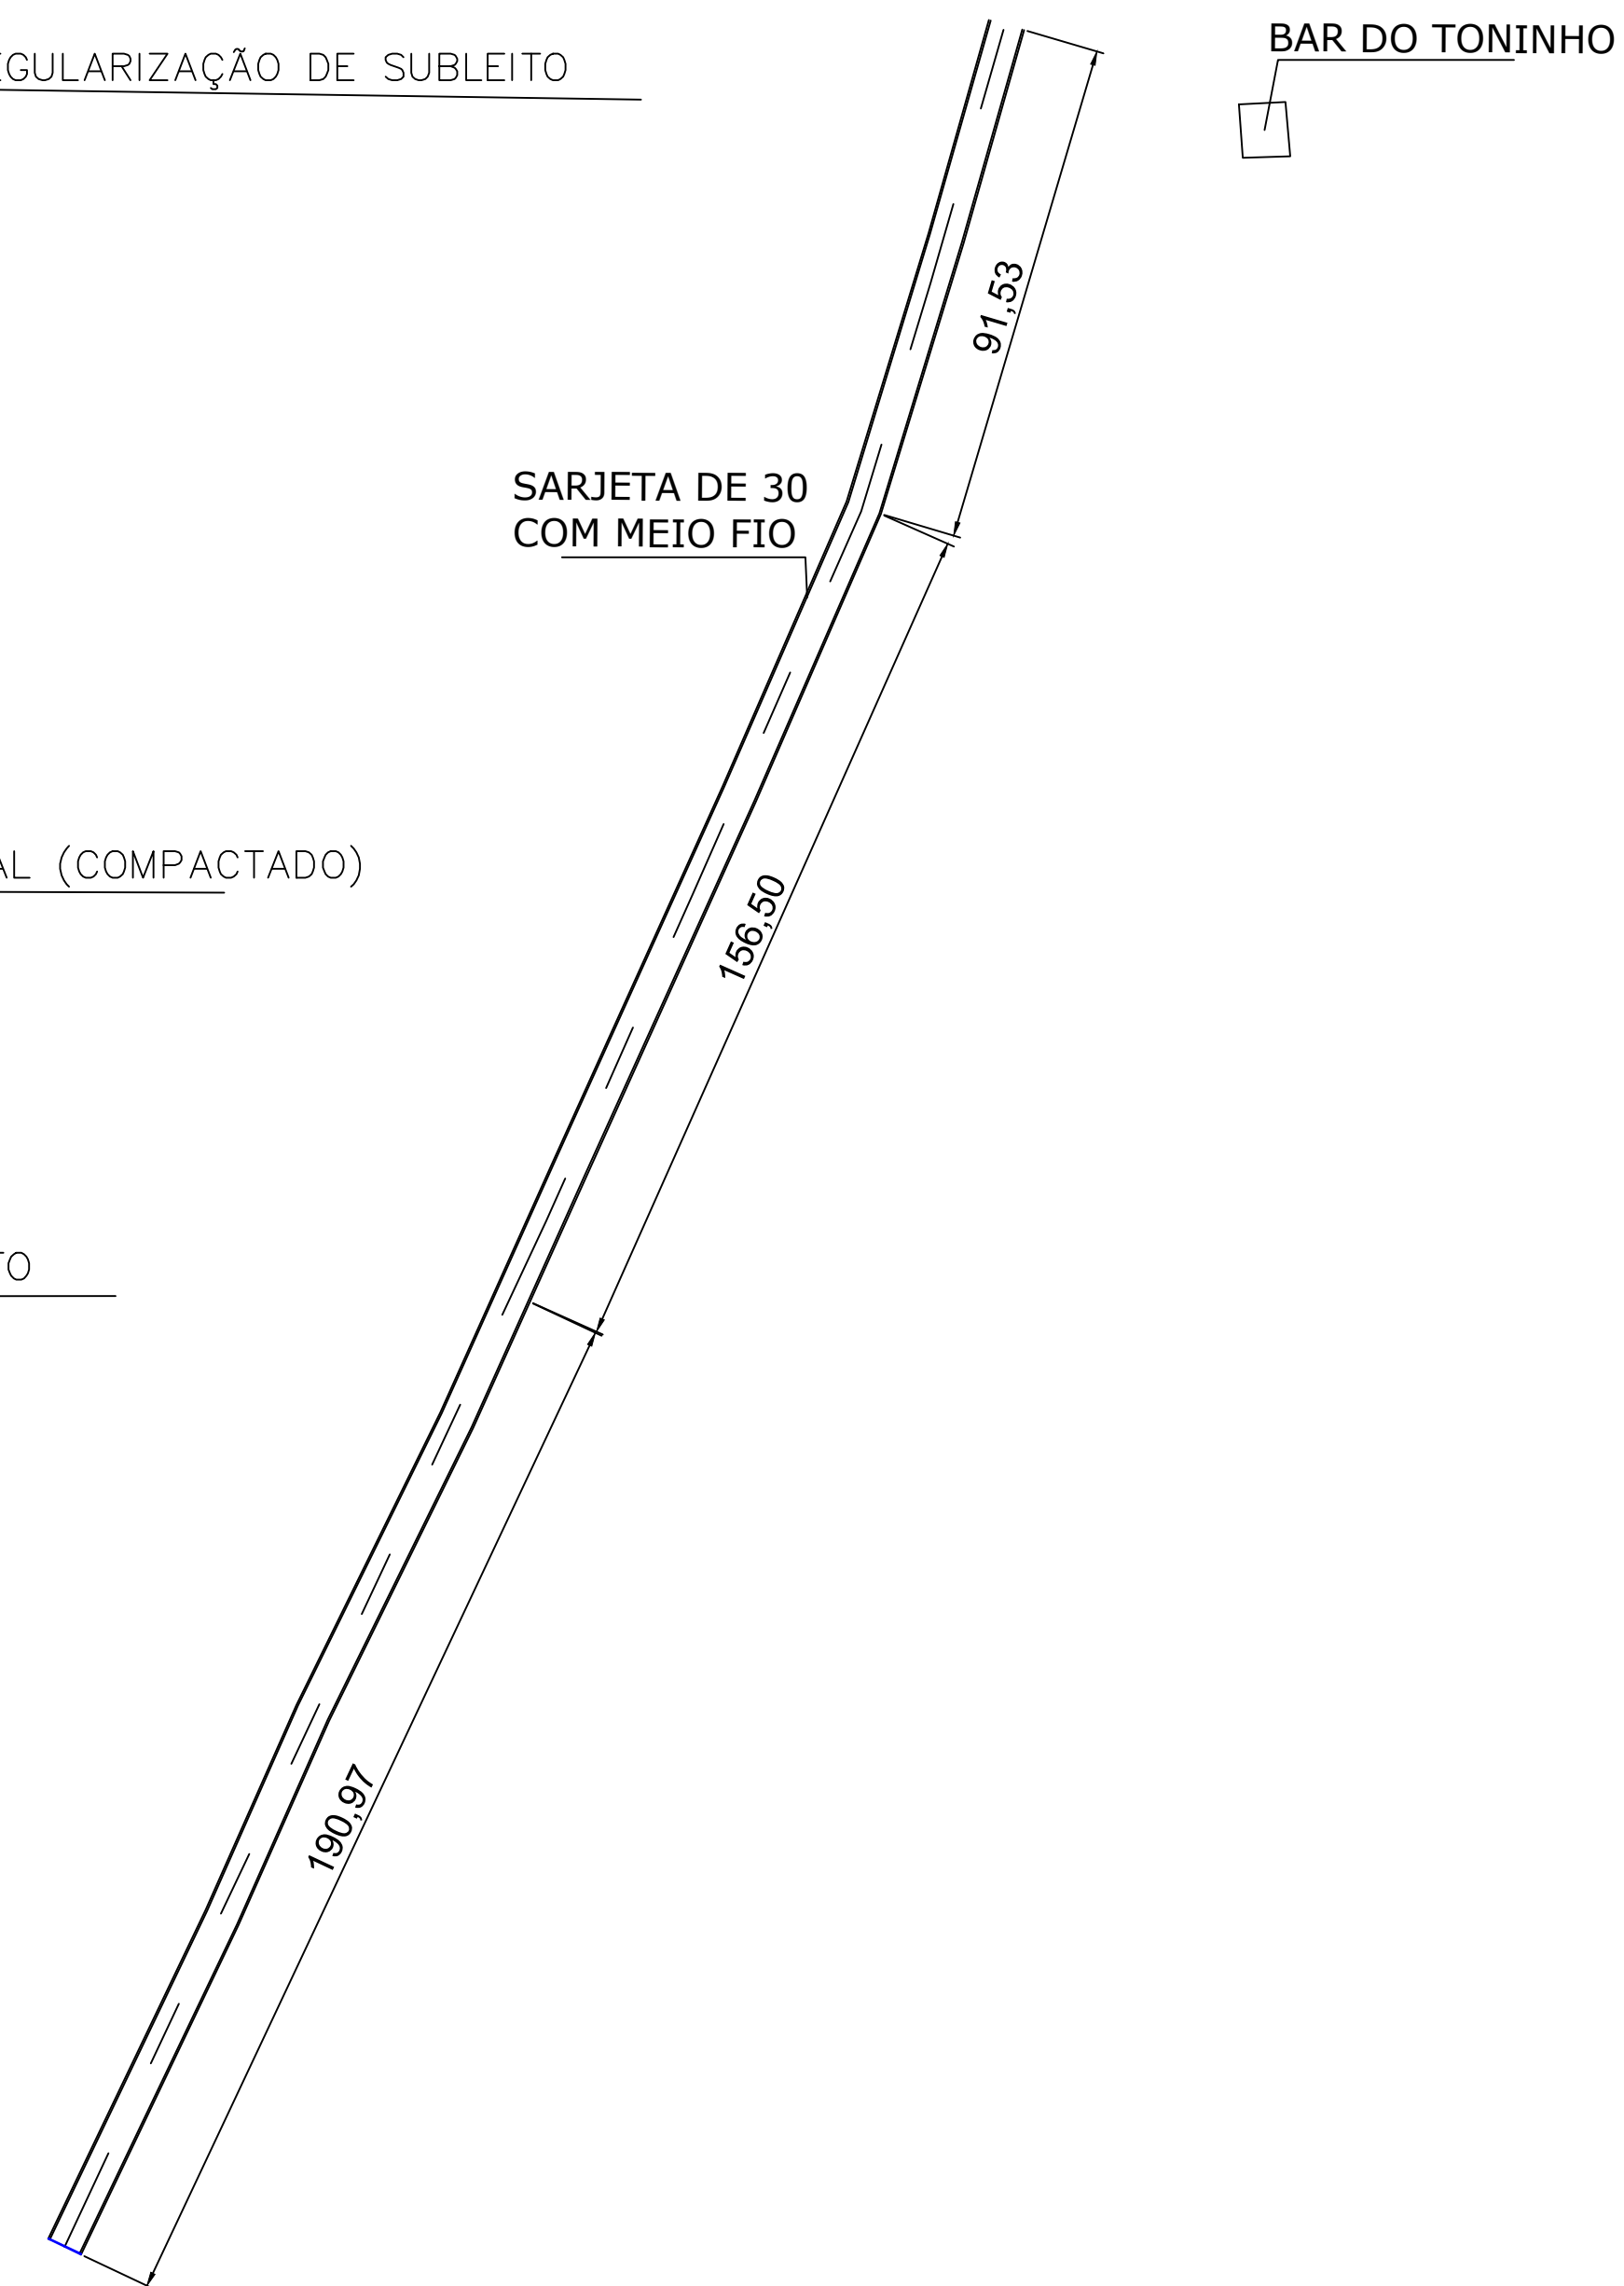 BAR DO TONINHO
EGULARIZAÇÃO DE SUBLEITO
91,53
SARJETA DE 30
COM MEIO FIO
AL (COMPACTADO)
156,50
TO
190,97